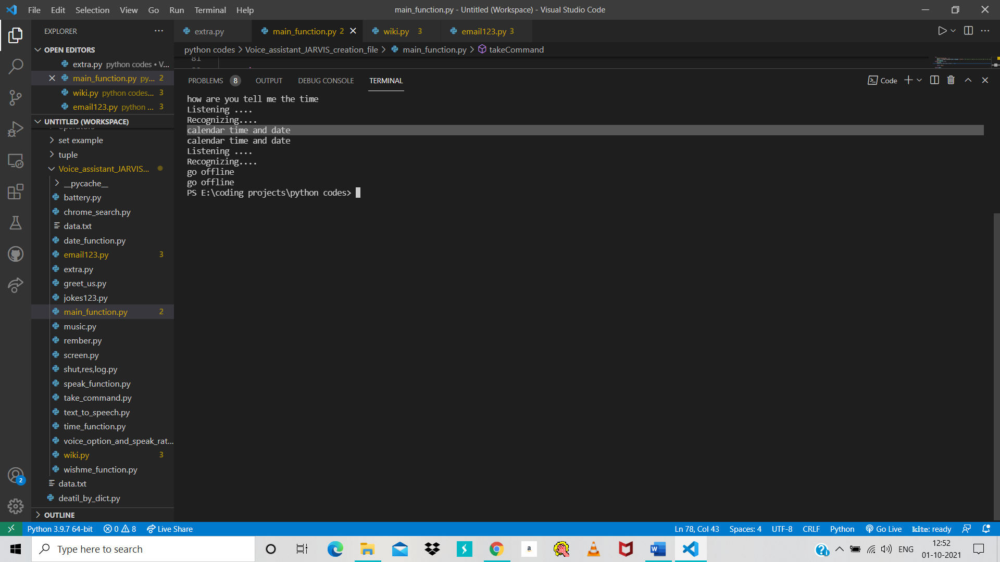 File Edit Selection View Go Run Terminal Help
main_function.py - Untitled (Workspace) - Visual Studio Code
EXPLORER
extra.py
main_function.py 2
wiki.py 3
email123.py 3
OPEN EDITORS
extra.py python codes • V...
main_function.py py... 2
wiki.py python codes... 3
email123.py python ... 3
UNTITLED (WORKSPACE)
operators
set example
tuple
Voice_assistant_JARVIS...
__pycache__
battery.py
chrome_search.py
data.txt
date_function.py
email123.py 3
extra.py
greet_us.py
jokes123.py
main_function.py 2
music.py
rember.py
screen.py
shut,res,log.py
speak_function.py
take_command.py
text_to_speech.py
time_function.py
voice_option_and_speak_rat...
wiki.py 3
wishme_function.py
data.txt
deatil_by_dict.py
OUTLINE
python codes > Voice_assistant_JARVIS_creation_file > main_function.py > takeCommand
81
PROBLEMS 8 OUTPUT DEBUG CONSOLE TERMINAL
Code
how are you tell me the time
Listening ....
Recognizing....
calendar time and date
calendar time and date
Listening ....
Recognizing....
go offline
go offline
PS E:\coding projects\python codes>
2
Python 3.9.7 64-bit 0 8 Live Share
Ln 78, Col 43 Spaces: 4 UTF-8 CRLF Python Go Live kite: ready
Type here to search
a
ENG
12:52
01-10-2021